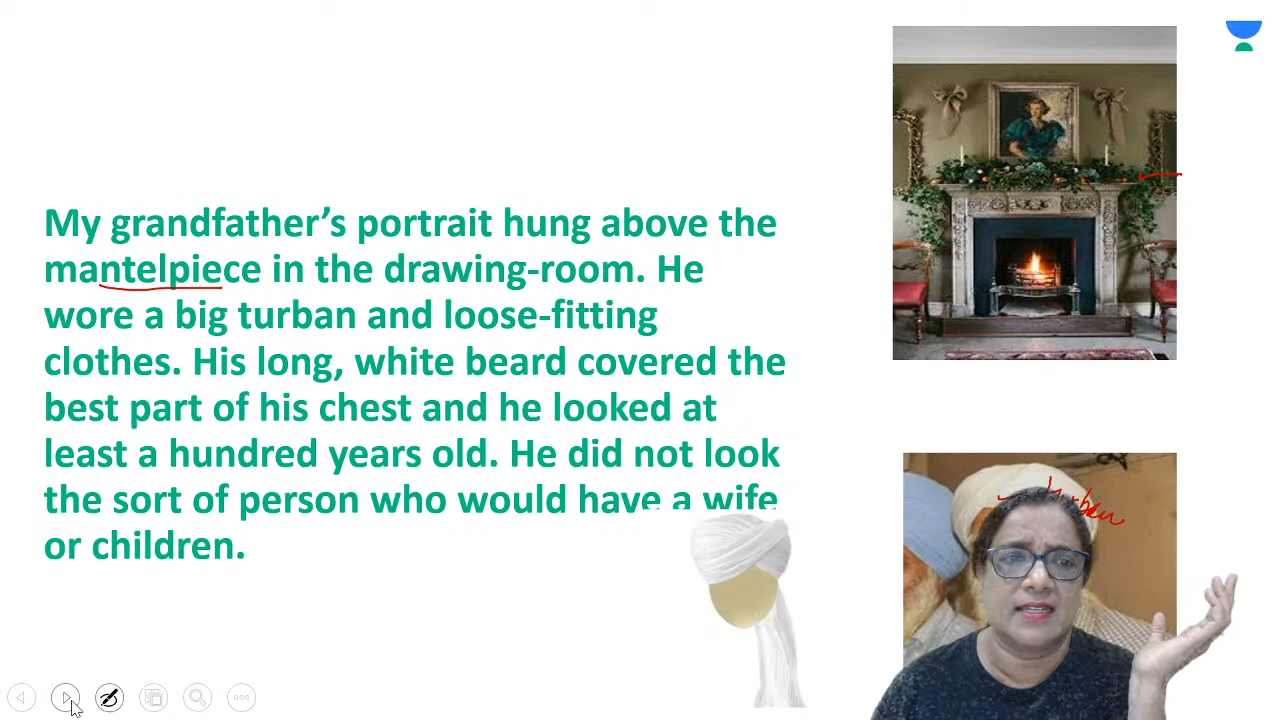 My grandfather’s portrait hung above the
mantelpiece in the drawing-room. He
wore a big turban and loose-fitting
clothes. His long, white beard covered the
best part of his chest and he looked at
least a hundred years old. He did not look
the sort of person who would have a wife
or children.
turban